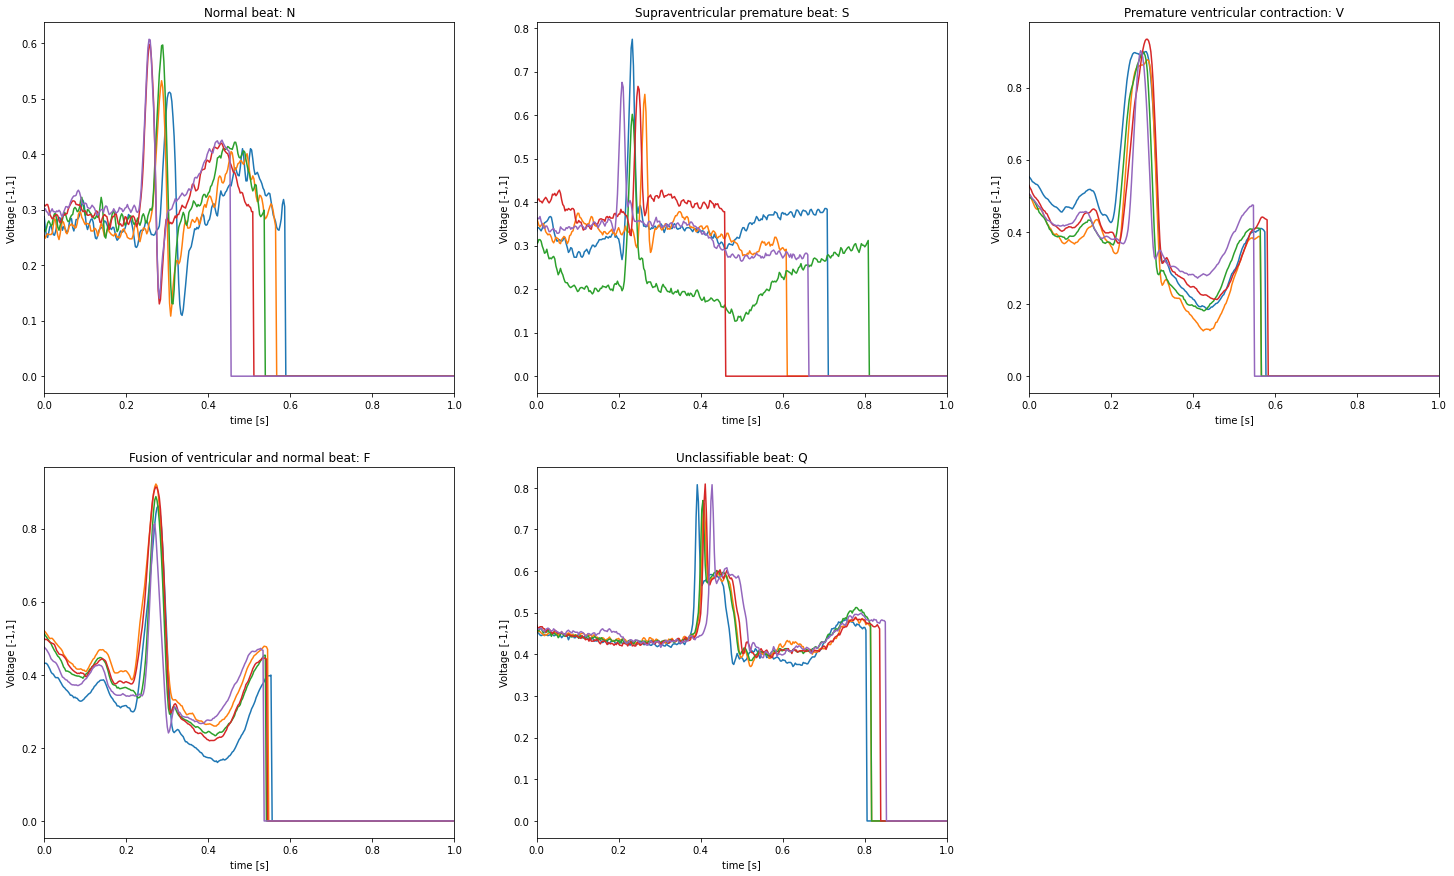 Normal beat: N
Voltage [-1,1]
0.6
0.5
0.4
0.3
0.2
0.1
0.0
0.0 0.2 0.4 0.6 0.8 1.0
time [s]
Supraventricular premature beat: S
Voltage [-1,1]
0.8
0.7
0.6
0.5
0.4
0.3
0.2
0.1
0.0
0.0 0.2 0.4 0.6 0.8 1.0
time [s]
Premature ventricular contraction: V
Voltage [-1,1]
0.8
0.6
0.4
0.2
0.0
0.0 0.2 0.4 0.6 0.8 1.0
time [s]
Fusion of ventricular and normal beat: F
Voltage [-1,1]
0.8
0.6
0.4
0.2
0.0
0.0 0.2 0.4 0.6 0.8 1.0
time [s]
Unclassifiable beat: Q
Voltage [-1,1]
0.8
0.7
0.6
0.5
0.4
0.3
0.2
0.1
0.0
0.0 0.2 0.4 0.6 0.8 1.0
time [s]